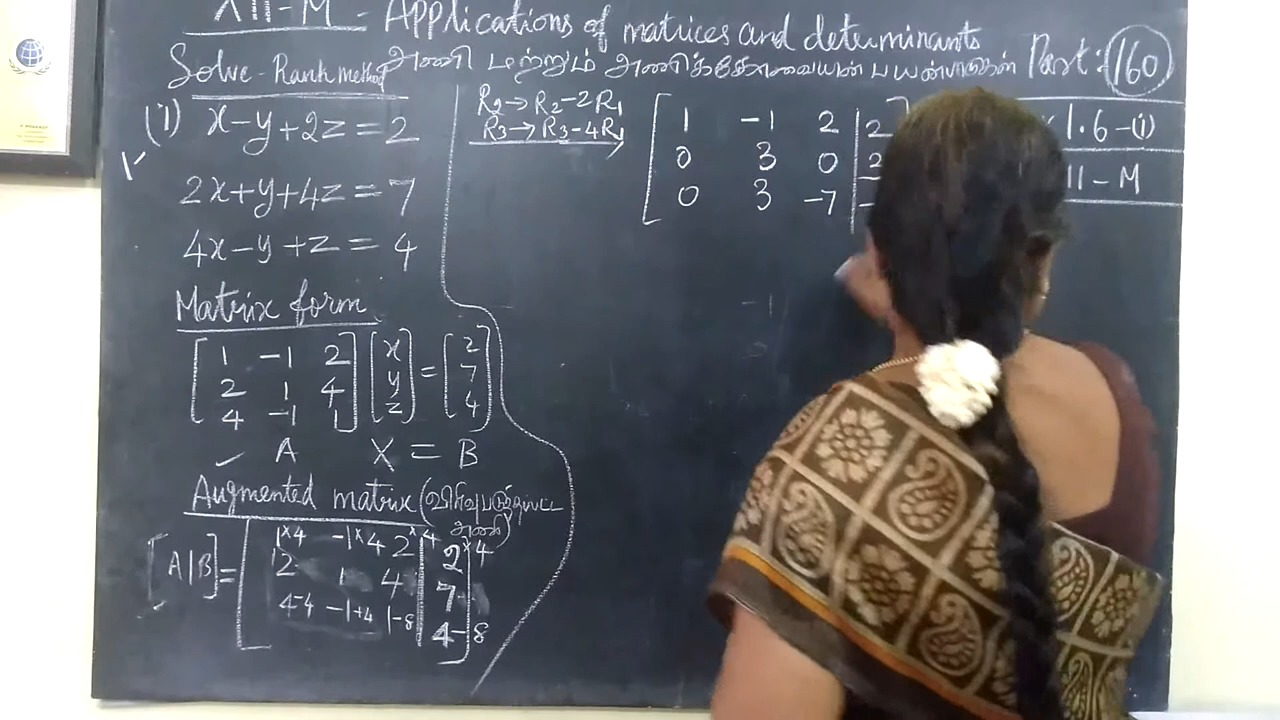 XII-M - Applications of matrices and determinants
Solve - Rank method அணி மற்றும் அணிக்கோவையின் பயன்பாடுகள் Part: 160
(i) x-y+2z=2
2x+y+4z=7
4x-y+z=4
Matrix form
[1 -1 2] [x] = [2]
[2 1 4] [y] [7]
[4 -1 1] [z] [4]
A X = B
Augmented matrix (விரிவுபடுத்தப்பட்ட
அணி)
[A|B]= [1×4 -1×4 2×4 | 2×4]
2 1 4 | 7
4-4 -1+4 1-8 | 4-8
R2→R2-2R1
R3→R3-4R1
1 -1 2 | 2
0 3 0
0 3 -7 | -
1.6-(i)
II-M
-1